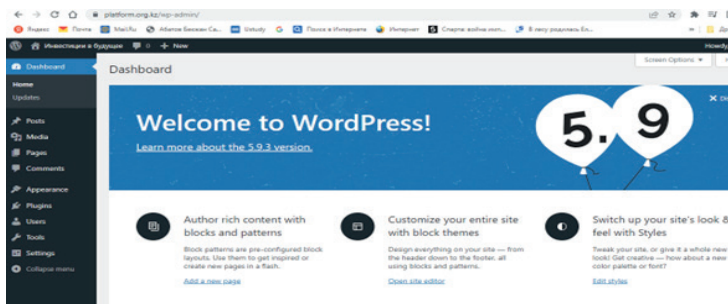 platform.org.kz/wp-admin/
Яндекс Почта Mail.Ru Абатов Бексеин Са... Ustudy G Поиск в Интернете Интернет Спарта: война имп... В лесу родилась Ел...
Инвестиции в будущее 0 + New Howdy,
Dashboard
Home
Updates
Posts
Media
Pages
Comments
Appearance
Plugins
Users
Tools
Settings
Collapse menu
Screen Options
Dashboard
Welcome to WordPress!
Learn more about the 5.9.3 version.
5.9
Author rich content with
blocks and patterns
Block patterns are pre-configured block
layouts. Use them to get inspired or
create new pages in a flash.
Add a new page
Customize your entire site
with block themes
Design everything on your site — from
the header down to the footer, all
using blocks and patterns.
Open site editor
Switch up your site's look &
feel with Styles
Tweak your site, or give it a whole new
look! Get creative — how about a new
color palette or font?
Edit styles